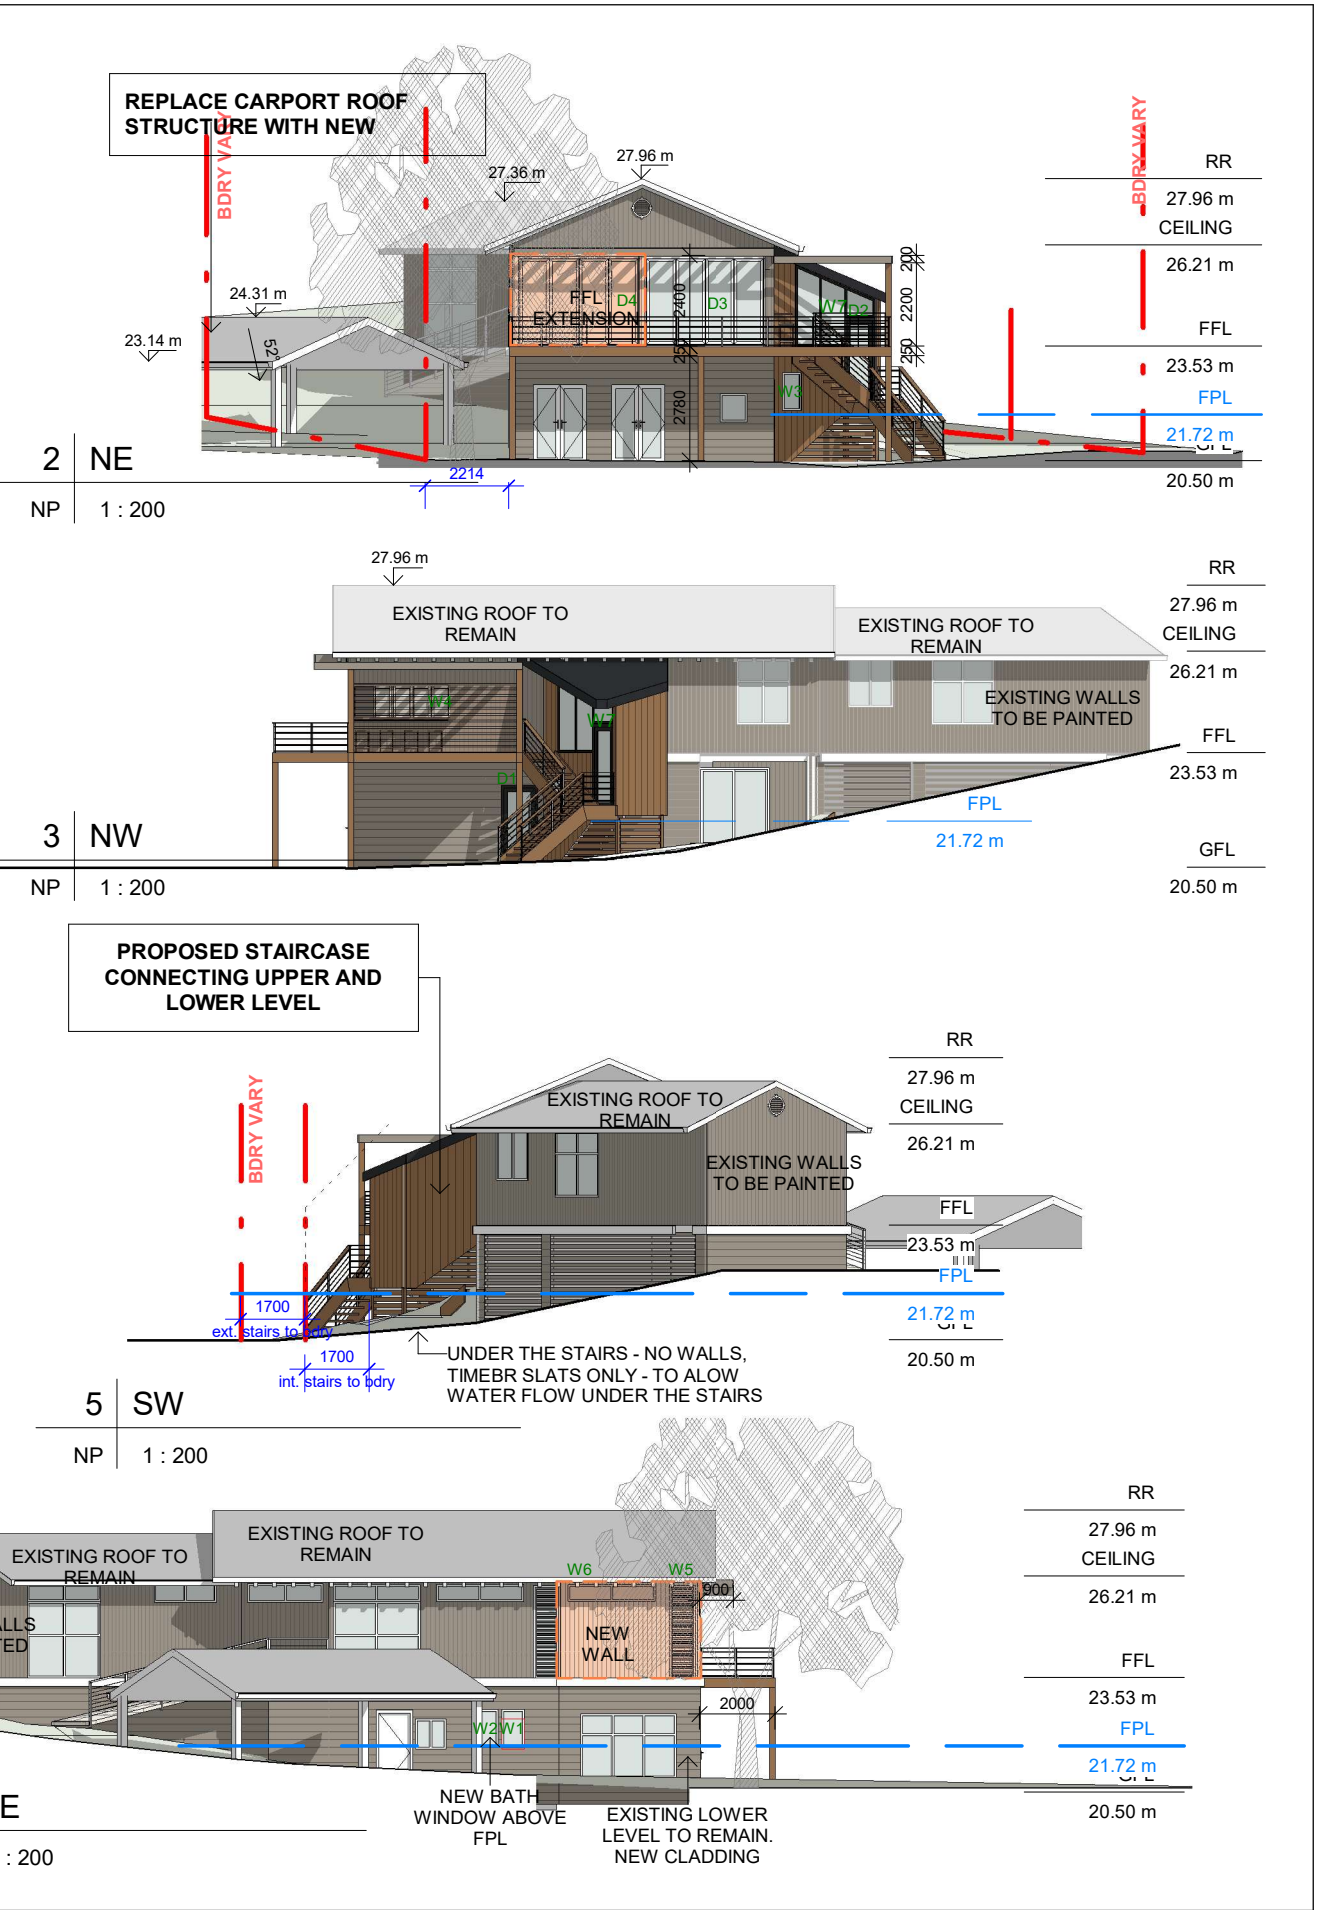 REPLACE CARPORT ROOF
STRUCTURE WITH NEW
BDRY VARY
BDRY VARY
27.96 m
27.36 m
24.31 m
23.14 m
52°
FFL
EXTENSION
D4
D3
W7
D2
W3
2400
250
2780
200
2200
250
2214
RR
27.96 m
CEILING
26.21 m
FFL
23.53 m
FPL
21.72 m
GFL
20.50 m
2 NE
NP 1 : 200
27.96 m
EXISTING ROOF TO
REMAIN
EXISTING ROOF TO
REMAIN
EXISTING WALLS
TO BE PAINTED
W7
D1
RR
27.96 m
CEILING
26.21 m
FFL
23.53 m
FPL
21.72 m
GFL
20.50 m
3 NW
NP 1 : 200
PROPOSED STAIRCASE
CONNECTING UPPER AND
LOWER LEVEL
BDRY VARY
EXISTING ROOF TO
REMAIN
EXISTING WALLS
TO BE PAINTED
1700
ext. stairs to bdry
1700
int. stairs to bdry
UNDER THE STAIRS - NO WALLS,
TIMEBR SLATS ONLY - TO ALOW
WATER FLOW UNDER THE STAIRS
RR
27.96 m
CEILING
26.21 m
FFL
23.53 m
FPL
21.72 m
GFL
20.50 m
5 SW
NP 1 : 200
EXISTING ROOF TO
REMAIN
EXISTING ROOF TO
REMAIN
ALLS
TED
W6
W5
900
NEW
WALL
2000
W2
W1
NEW BATH
WINDOW ABOVE
FPL
EXISTING LOWER
LEVEL TO REMAIN.
NEW CLADDING
RR
27.96 m
CEILING
26.21 m
FFL
23.53 m
FPL
21.72 m
GFL
20.50 m
E
: 200